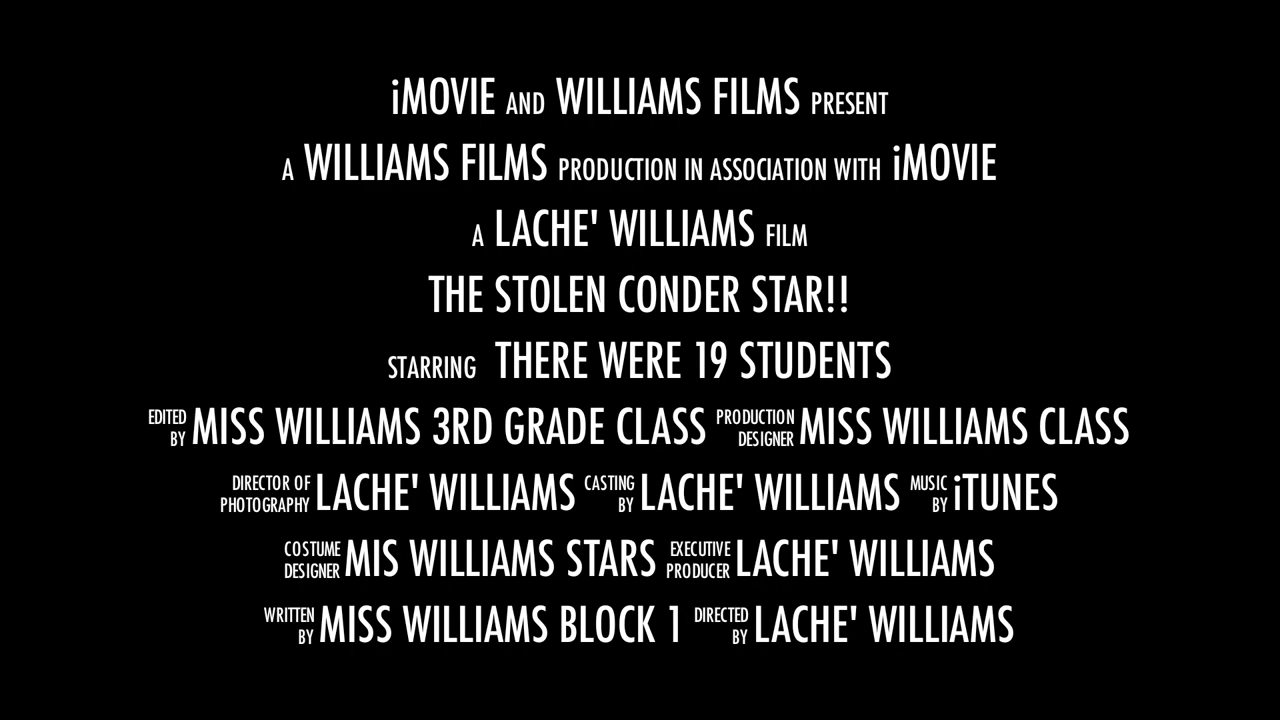 iMOVIE AND WILLIAMS FILMS PRESENT
A WILLIAMS FILMS PRODUCTION IN ASSOCIATION WITH iMOVIE
A LACHE' WILLIAMS FILM
THE STOLEN CONDER STAR!!
STARRING THERE WERE 19 STUDENTS
EDITED BY MISS WILLIAMS 3RD GRADE CLASS PRODUCTION DESIGNER MISS WILLIAMS CLASS
DIRECTOR OF PHOTOGRAPHY LACHE' WILLIAMS CASTING BY LACHE' WILLIAMS MUSIC BY iTUNES
COSTUME DESIGNER MIS WILLIAMS STARS EXECUTIVE PRODUCER LACHE' WILLIAMS
WRITTEN BY MISS WILLIAMS BLOCK 1 DIRECTED BY LACHE' WILLIAMS